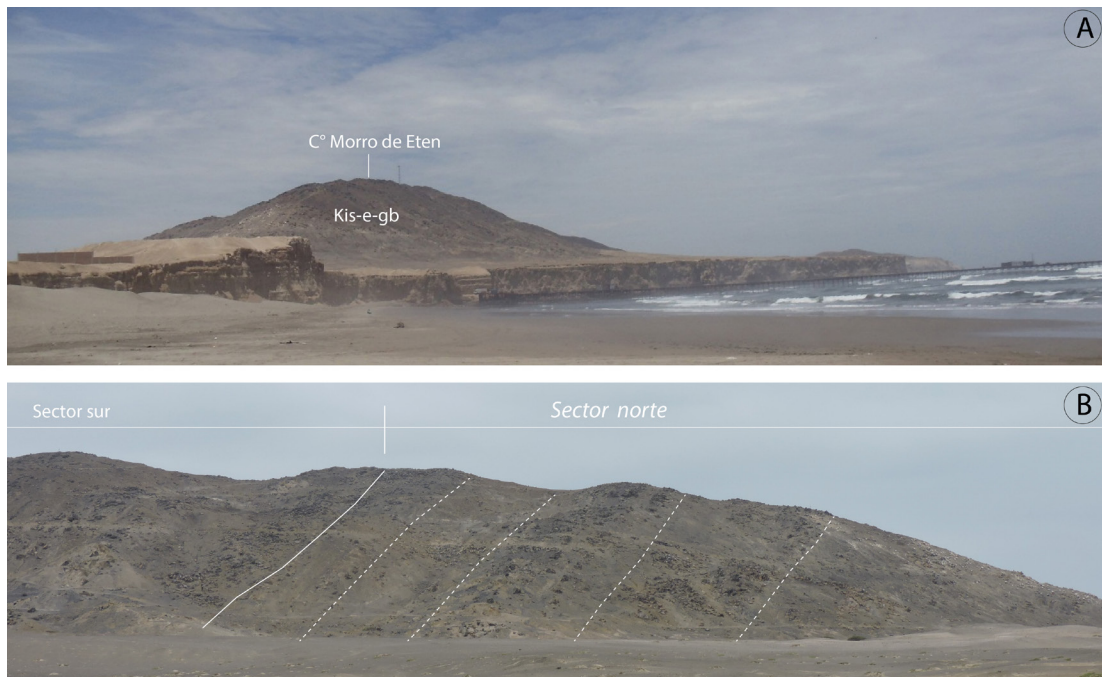 A
C° Morro de Eten
Kis-e-gb
B
Sector sur
Sector norte